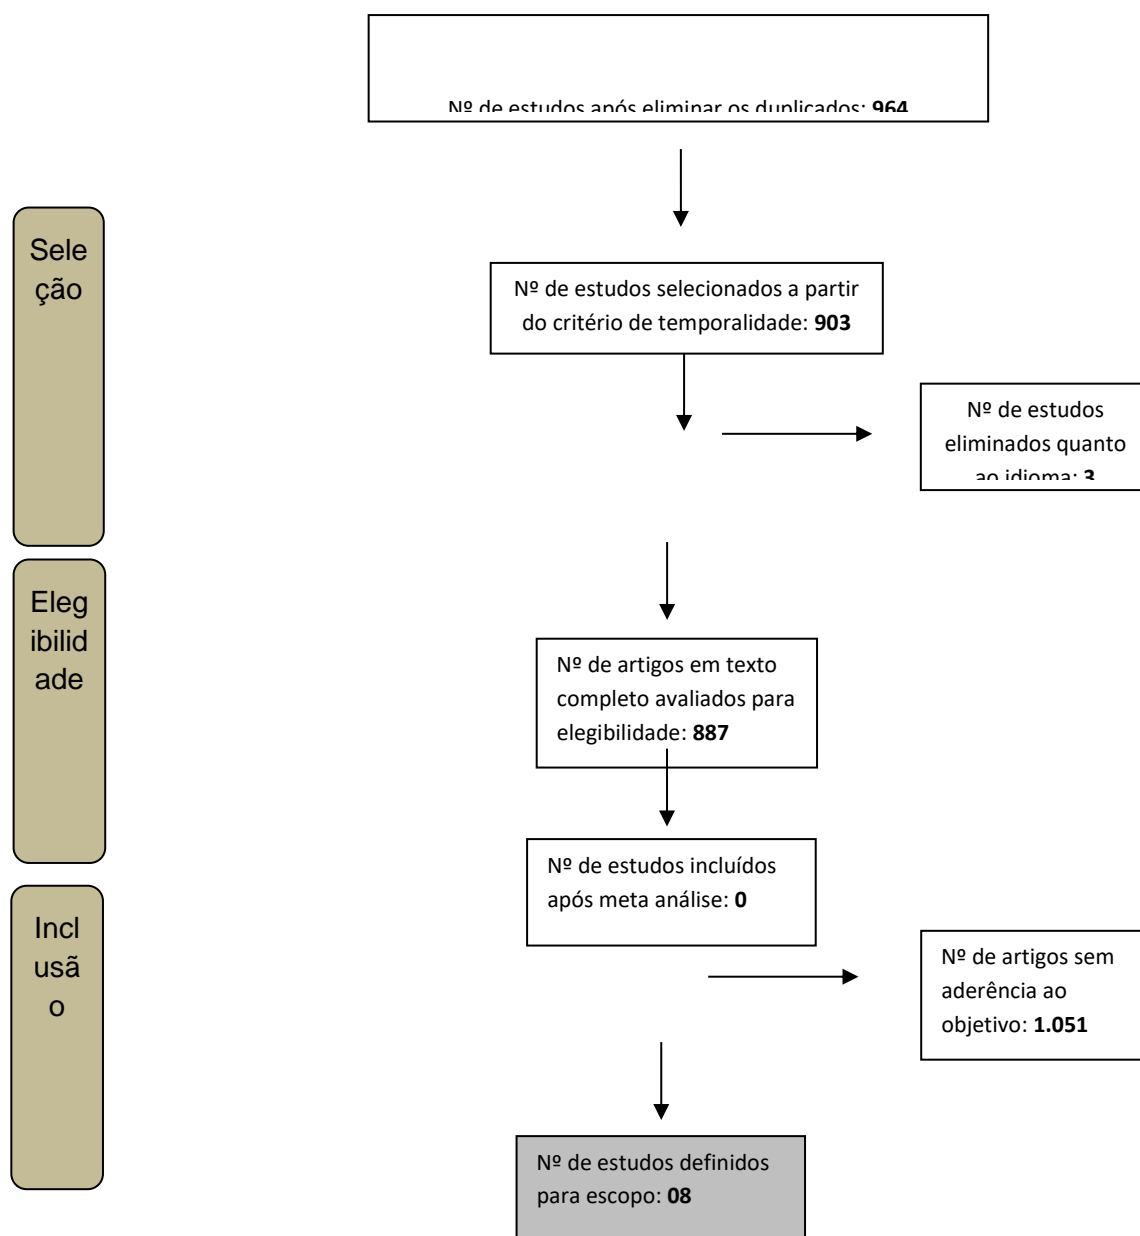 Nº de estudos após eliminar os duplicados: 964
Sele
ção
Nº de estudos selecionados a partir
do critério de temporalidade: 903
Nº de estudos
eliminados quanto
ao idioma: 3
Eleg
ibilid
ade
Nº de artigos em texto
completo avaliados para
elegibilidade: 887
Nº de estudos incluídos
após meta análise: 0
Incl
usã
o
Nº de artigos sem
aderência ao
objetivo: 1.051
Nº de estudos definidos
para escopo: 08